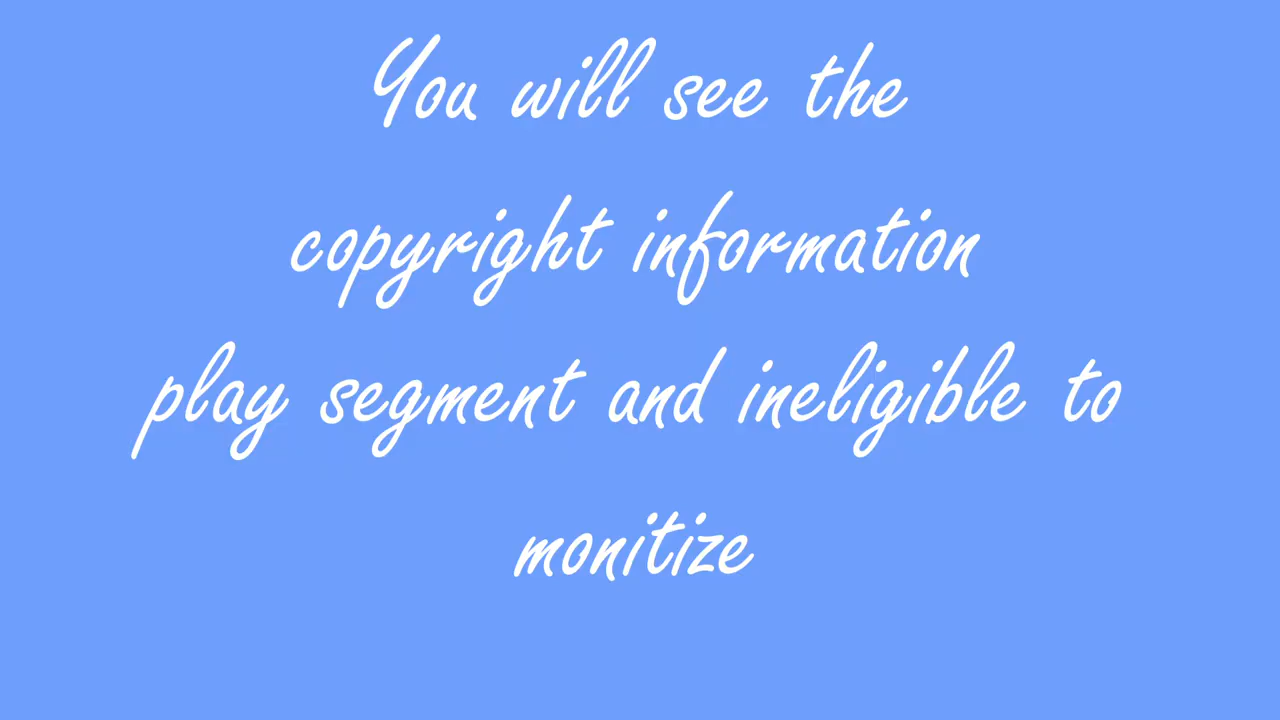 You will see the
copyright information
play segment and ineligible to
monitize